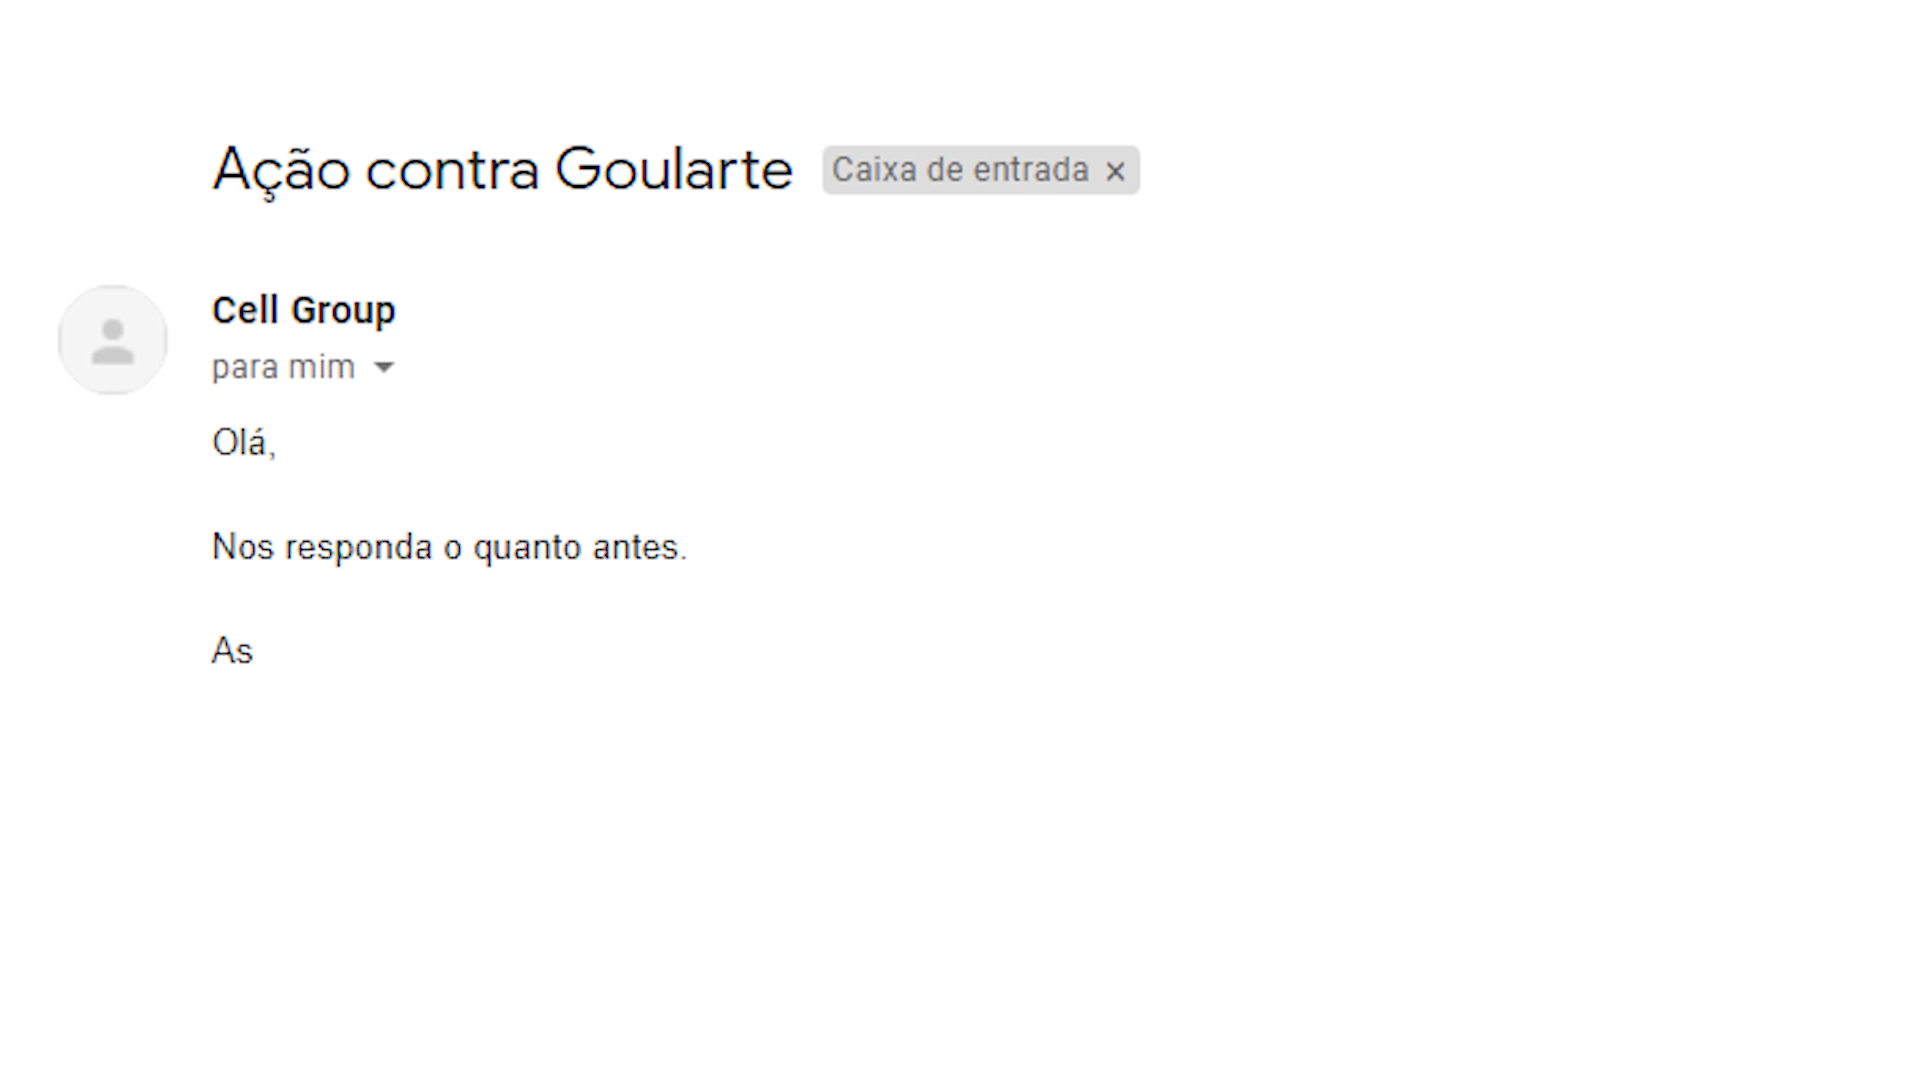 Ação contra Goularte Caixa de entrada ×
Cell Group
para mim
Olá,
Nos responda o quanto antes.
As